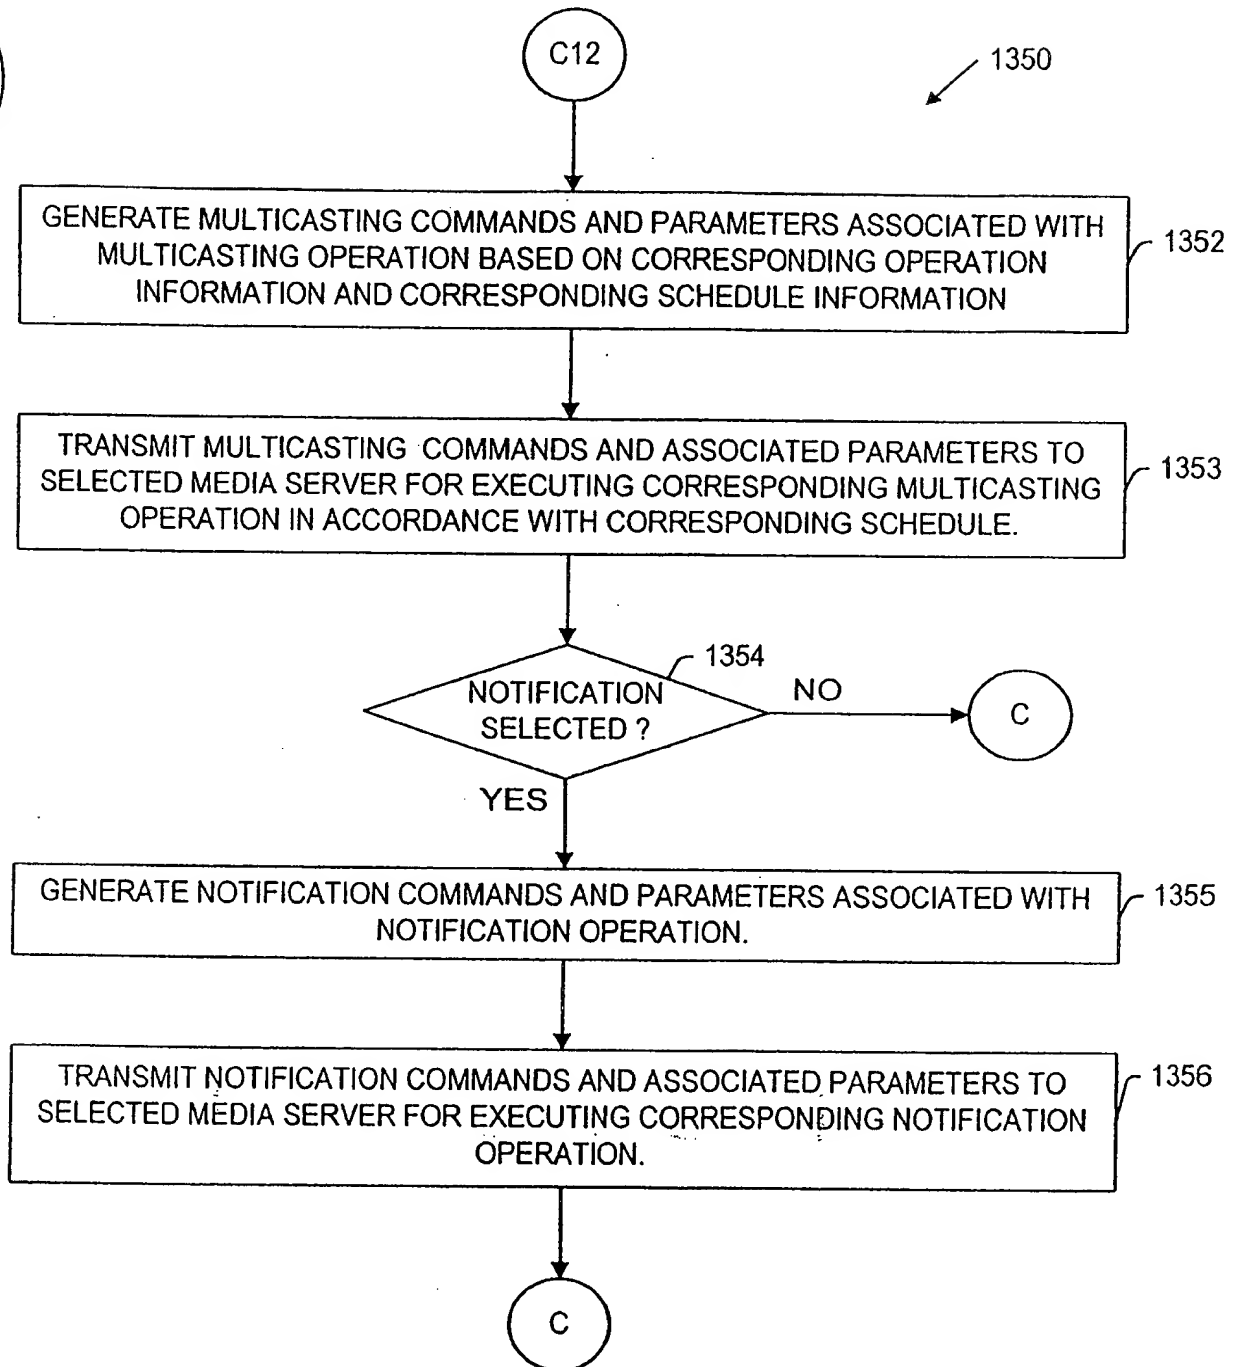 C12
1350
GENERATE MULTICASTING COMMANDS AND PARAMETERS ASSOCIATED WITH
MULTICASTING OPERATION BASED ON CORRESPONDING OPERATION
INFORMATION AND CORRESPONDING SCHEDULE INFORMATION
1352
TRANSMIT MULTICASTING COMMANDS AND ASSOCIATED PARAMETERS TO
SELECTED MEDIA SERVER FOR EXECUTING CORRESPONDING MULTICASTING
OPERATION IN ACCORDANCE WITH CORRESPONDING SCHEDULE.
1353
1354
NOTIFICATION
SELECTED ?
NO
C
YES
GENERATE NOTIFICATION COMMANDS AND PARAMETERS ASSOCIATED WITH
NOTIFICATION OPERATION.
1355
TRANSMIT NOTIFICATION COMMANDS AND ASSOCIATED PARAMETERS TO
SELECTED MEDIA SERVER FOR EXECUTING CORRESPONDING NOTIFICATION
OPERATION.
1356
C